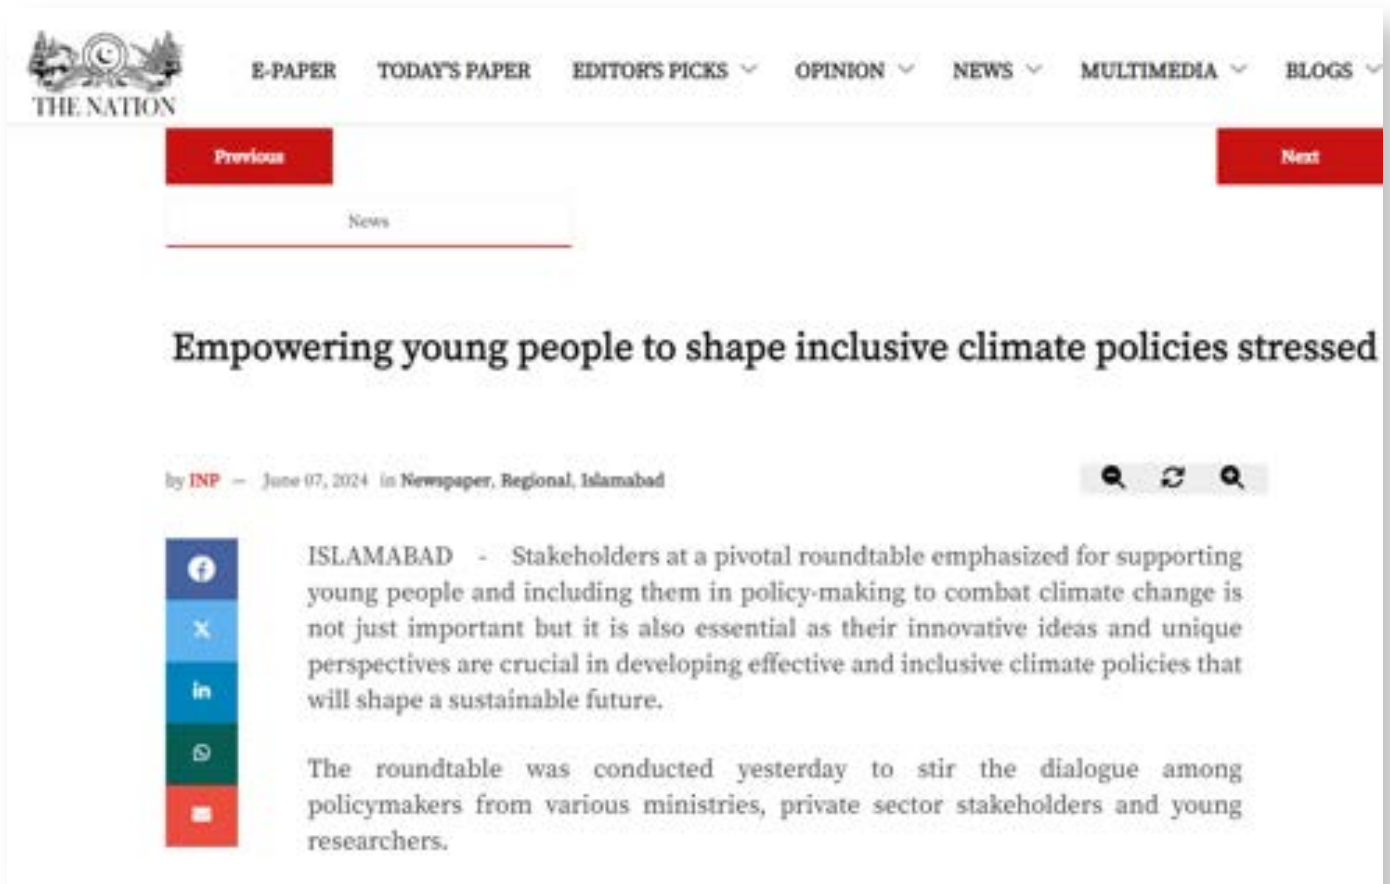 THE NATION
E-PAPER TODAY'S PAPER EDITOR'S PICKS OPINION NEWS MULTIMEDIA BLOGS
Previous Next
News
Empowering young people to shape inclusive climate policies stressed
by INP — June 07, 2024 in Newspaper, Regional, Islamabad
ISLAMABAD - Stakeholders at a pivotal roundtable emphasized for supporting
young people and including them in policy-making to combat climate change is
not just important but it is also essential as their innovative ideas and unique
perspectives are crucial in developing effective and inclusive climate policies that
will shape a sustainable future.
The roundtable was conducted yesterday to stir the dialogue among
policymakers from various ministries, private sector stakeholders and young
researchers.